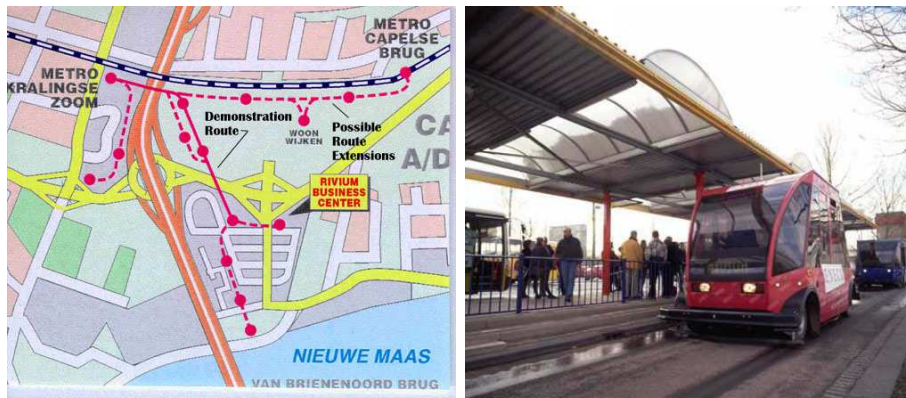 METRO
CAPELSE
BRUG
METRO
KRALINGSE
ZOOM
Demonstration
Route
WOON
WIJKEN
Possible
Route
Extensions
CA
A/D
RIVIUM
BUSINESS
CENTER
NIEUWE MAAS
VAN BRIENENOORD BRUG